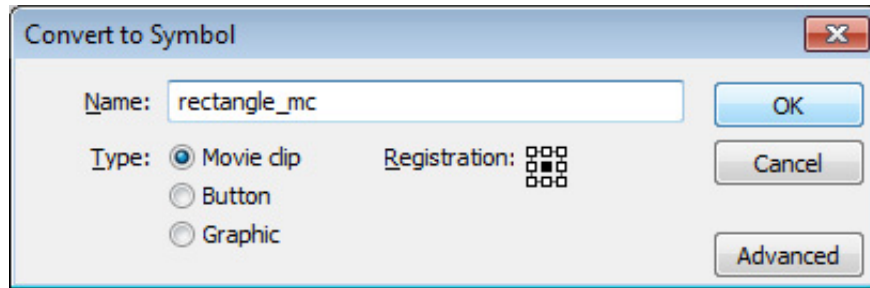 Convert to Symbol
Name: rectangle_mc
OK
Type: Movie clip
Registration:
Cancel
Button
Graphic
Advanced